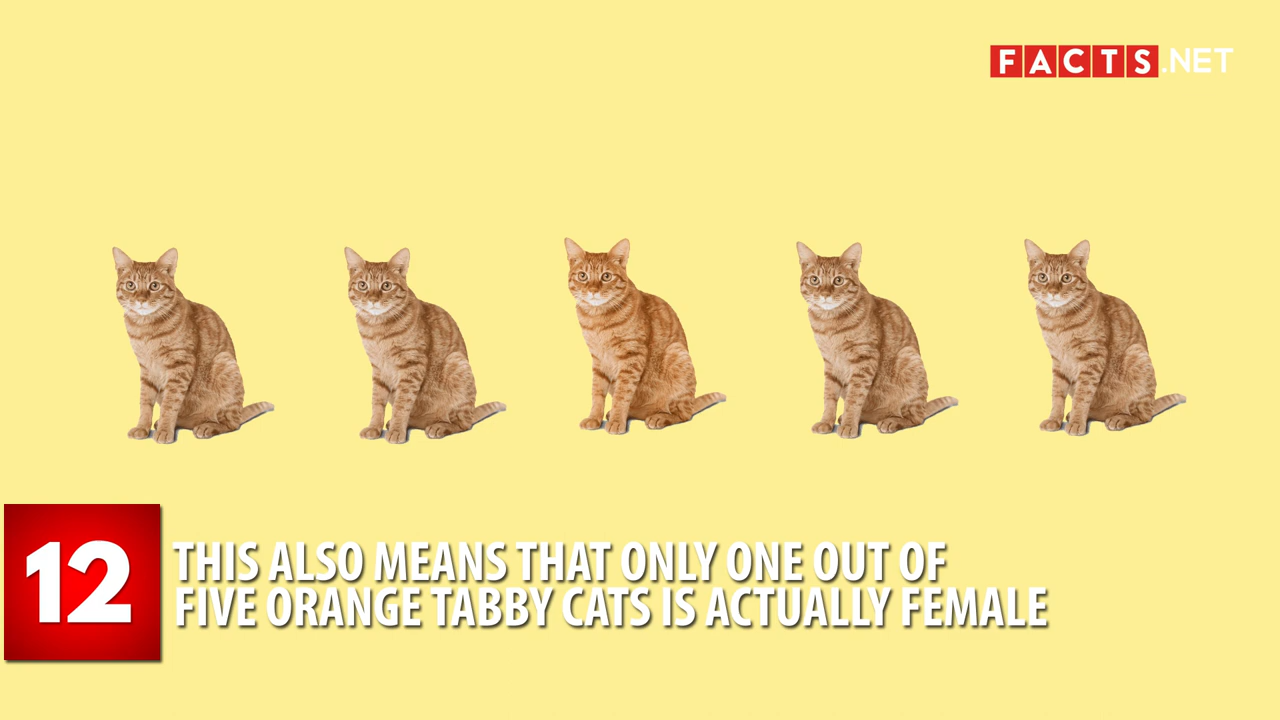 FACTS.NET
12
THIS ALSO MEANS THAT ONLY ONE OUT OF
FIVE ORANGE TABBY CATS IS ACTUALLY FEMALE